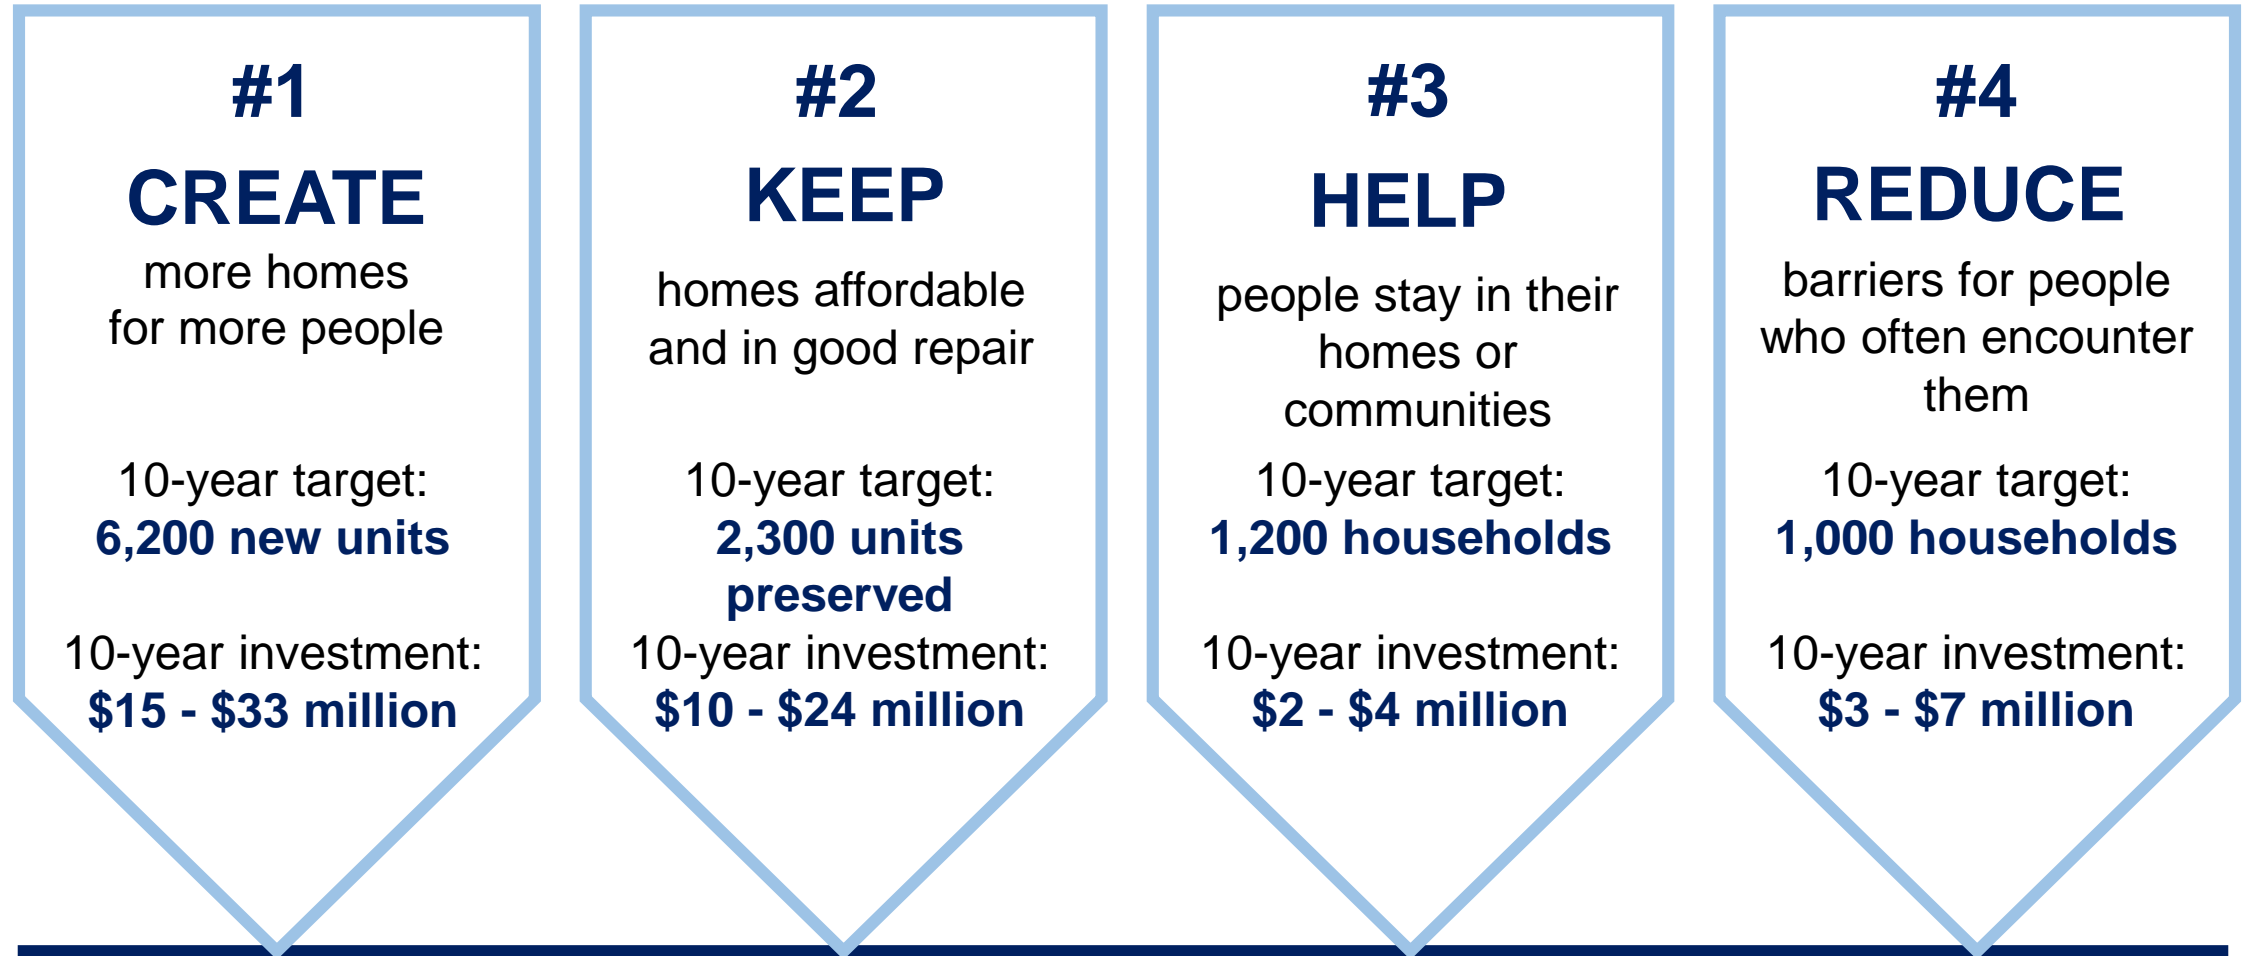 #1
CREATE
more homes
for more people
10-year target:
6,200 new units
10-year investment:
$15 - $33 million
#2
KEEP
homes affordable
and in good repair
10-year target:
2,300 units
preserved
10-year investment:
$10 - $24 million
#3
HELP
people stay in their
homes or
communities
10-year target:
1,200 households
10-year investment:
$2 - $4 million
#4
REDUCE
barriers for people
who often encounter
them
10-year target:
1,000 households
10-year investment:
$3 - $7 million